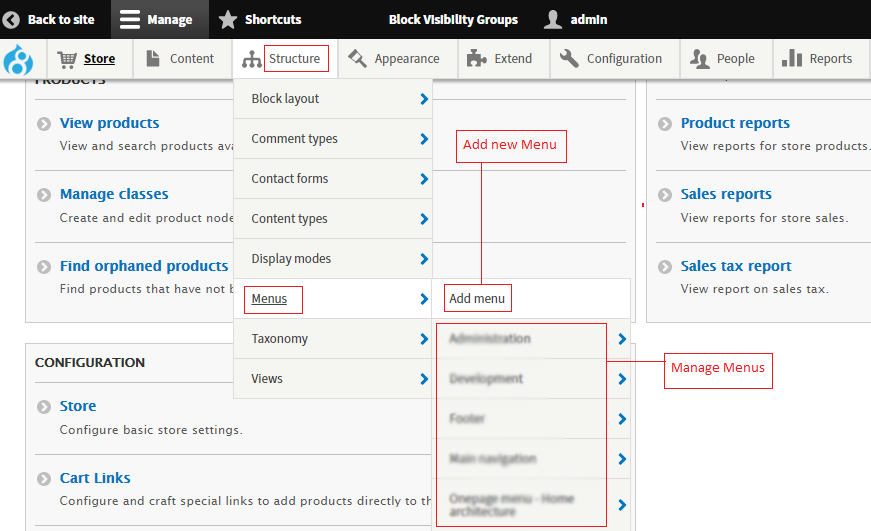 Back to site Manage Shortcuts Block Visibility Groups admin
Store Content Structure Appearance Extend Configuration People Reports
PRODUCTS
View products
View and search products ava
Manage classes
Create and edit product node
Find orphaned products
Find products that have not b
Block layout
Comment types
Contact forms
Content types
Display modes
Menus
Taxonomy
Views
Add new Menu
Add menu
Administration
Development
Footer
Main navigation
Onepage menu - Home
architecture
Manage Menus
Product reports
View reports for store products.
Sales reports
View reports for store sales.
Sales tax report
View report on sales tax.
CONFIGURATION
Store
Configure basic store settings.
Cart Links
Configure and craft special links to add products directly to th